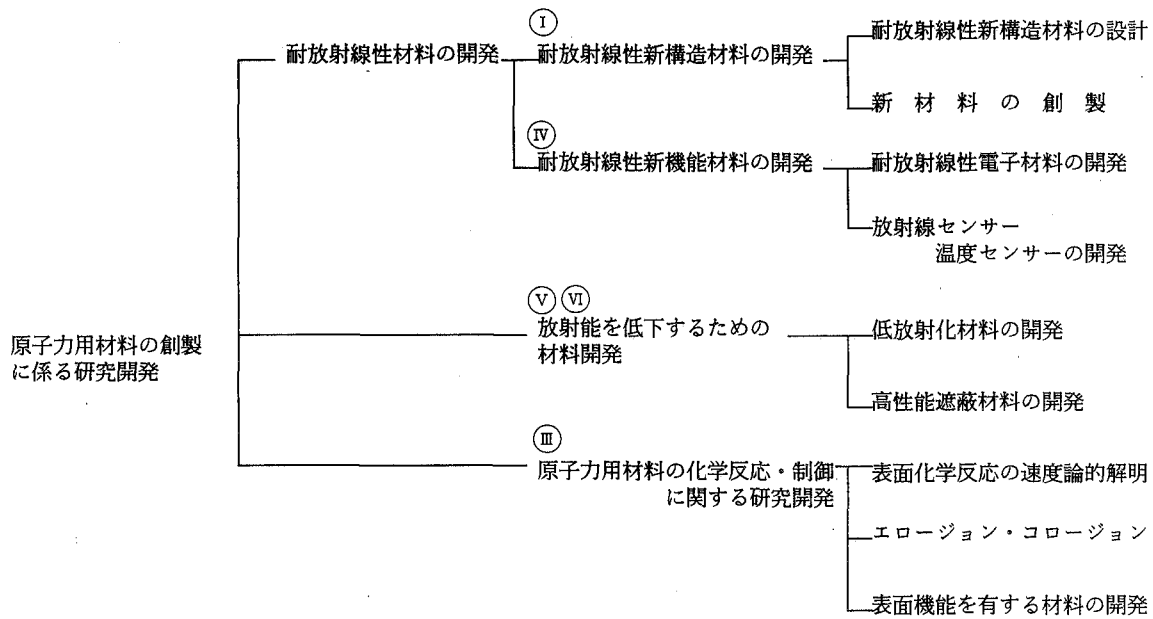 Ⅰ
耐放射線性材料の開発
耐放射線性新構造材料の開発
耐放射線性新構造材料の設計
新材料の創製
Ⅳ
耐放射線性新機能材料の開発
耐放射線性電子材料の開発
放射線センサー
温度センサーの開発
原子力用材料の創製
に係る研究開発
Ⅴ Ⅵ
放射能を低下するための
材料開発
低放射化材料の開発
高性能遮蔽材料の開発
Ⅲ
原子力用材料の化学反応・制御
に関する研究開発
表面化学反応の速度論的解明
エロージョン・コロージョン
表面機能を有する材料の開発